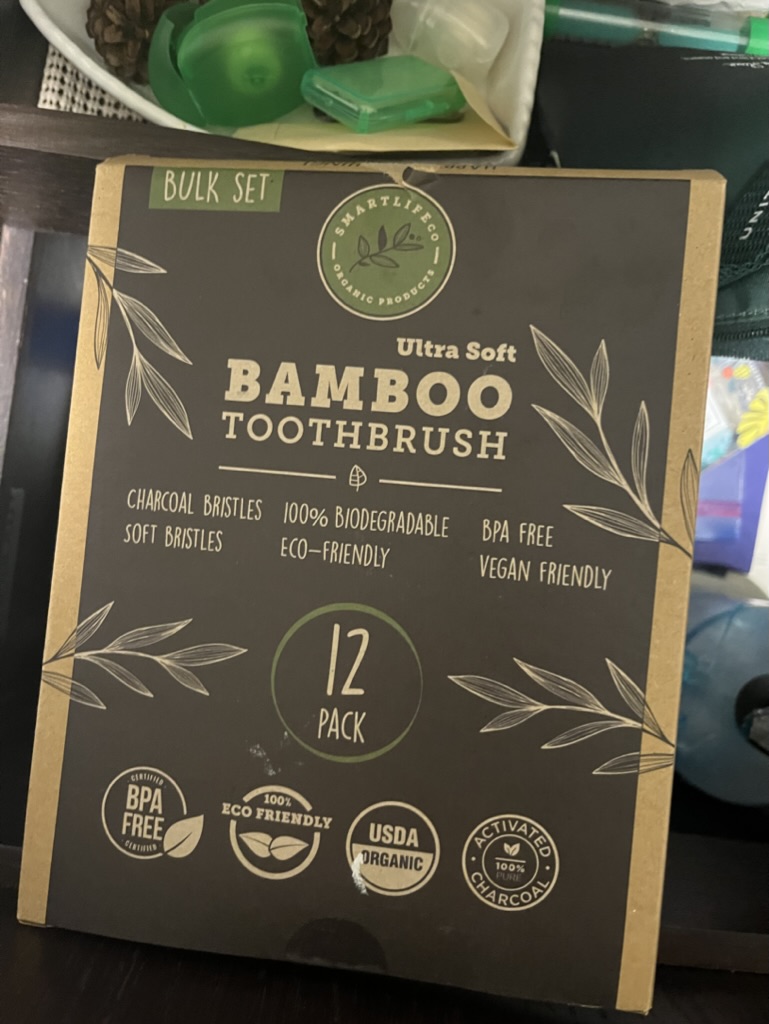 BULK SET
SMARTLIFECO
ORGANIC PRODUCTS
Ultra Soft
BAMBOO
TOOTHBRUSH
CHARCOAL BRISTLES
SOFT BRISTLES
100% BIODEGRADABLE
ECO-FRIENDLY
BPA FREE
VEGAN FRIENDLY
12
PACK
CERTIFIED
BPA
FREE
CERTIFIED
100%
ECO FRIENDLY
USDA
ORGANIC
ACTIVATED
100%
PURE
CHARCOAL